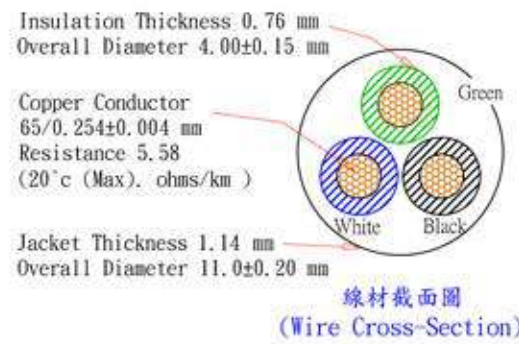 Insulation Thickness 0.76 mm
Overall Diameter 4.00±0.15 mm
Copper Conductor
65/0.254±0.004 mm
Resistance 5.58
(20`c (Max). ohms/km )
Jacket Thickness 1.14 mm
Overall Diameter 11.0±0.20 mm
Green
White
Black
線材截面圖
(Wire Cross-Section)